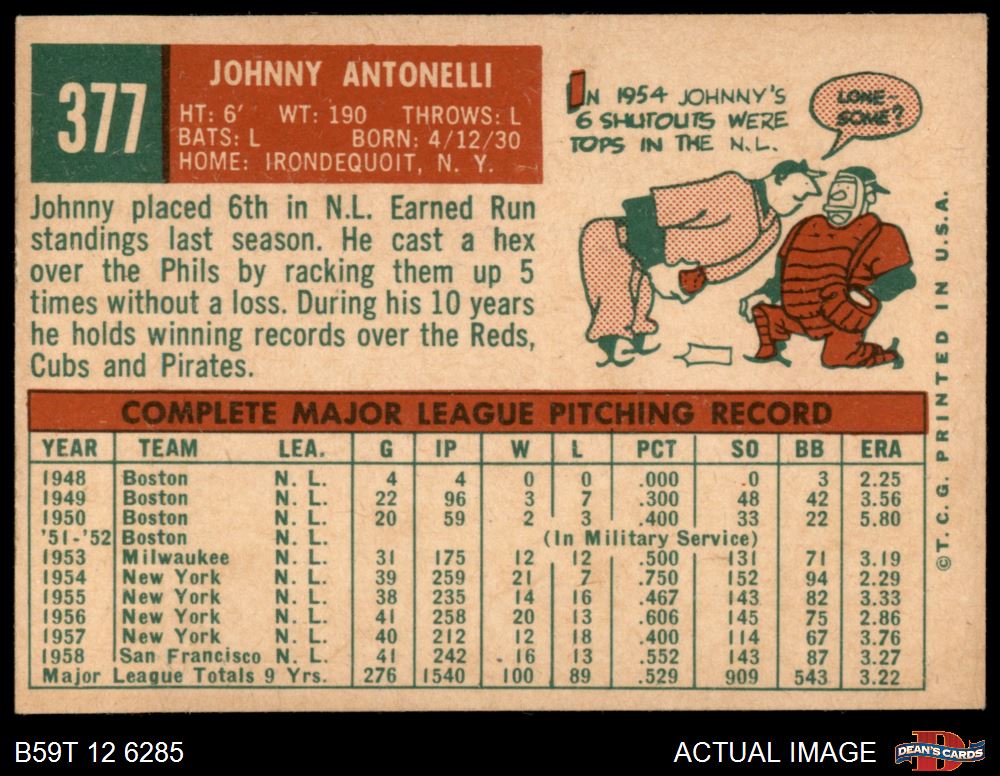 377
JOHNNY ANTONELLI
HT: 6' WT: 190 THROWS: L
BATS: L BORN: 4/12/30
HOME: IRONDEQUOIT, N. Y.
IN 1954 JOHNNY'S
6 SHUTOUTS WERE
TOPS IN THE N.L.
LONE-
SOME?
Johnny placed 6th in N.L. Earned Run
standings last season. He cast a hex
over the Phils by racking them up 5
times without a loss. During his 10 years
he holds winning records over the Reds,
Cubs and Pirates.
COMPLETE MAJOR LEAGUE PITCHING RECORD
YEAR TEAM LEA. G IP W L PCT SO BB ERA
1948 Boston N. L. 4 4 0 0 .000 0 3 2.25
1949 Boston N. L. 22 96 3 7 .300 48 42 3.56
1950 Boston N. L. 20 59 2 3 .400 33 22 5.80
'51-'52 Boston N. L. (In Military Service)
1953 Milwaukee N. L. 31 175 12 12 .500 131 71 3.19
1954 New York N. L. 39 259 21 7 .750 152 94 2.29
1955 New York N. L. 38 235 14 16 .467 143 82 3.33
1956 New York N. L. 41 258 20 13 .606 145 75 2.86
1957 New York N. L. 40 212 12 18 .400 114 67 3.76
1958 San Francisco N. L. 41 242 16 13 .552 143 87 3.27
Major League Totals 9 Yrs. 276 1540 100 89 .529 909 543 3.22
© T. C. G. PRINTED IN U.S.A.
B59T 12 6285
ACTUAL IMAGE
D
DEAN'S CARDS